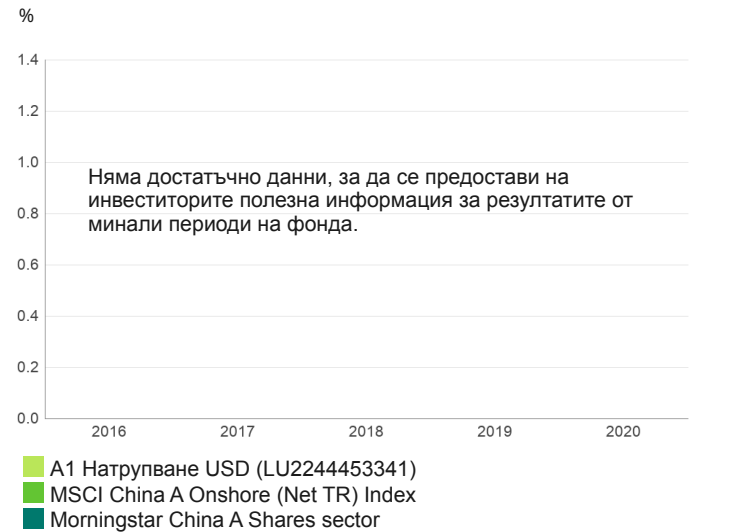 %
1.4
1.2
1.0
Няма достатъчно данни, за да се предостави на
инвеститорите полезна информация за резултатите от
0.8
минали периоди на фонда.
0.6
0.4
0.2
0.0
2016 2017 2018 2019 2020
A1 Натрупване USD (LU2244453341)
MSCI China A Onshore (Net TR) Index
Morningstar China A Shares sector